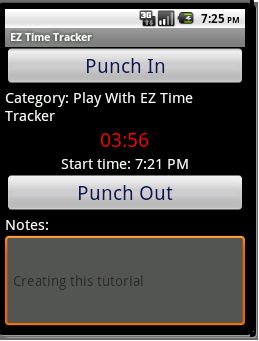 3G
7:25 PM
EZ Time Tracker
Punch In
Category: Play With EZ Time
Tracker
03:56
Start time: 7:21 PM
Punch Out
Notes:
Creating this tutorial